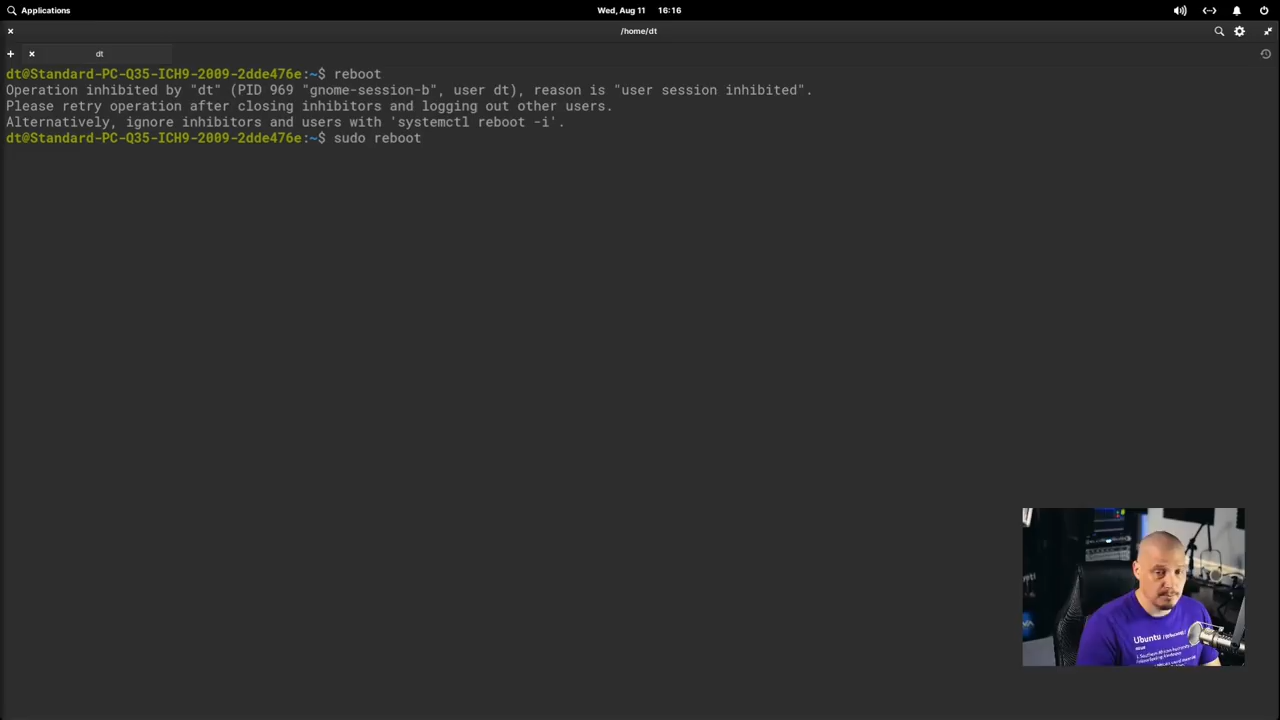 Applications
Wed, Aug 11 16:16
/home/dt
dt
dt@Standard-PC-Q35-ICH9-2009-2dde476e:~$ reboot
Operation inhibited by "dt" (PID 969 "gnome-session-b", user dt), reason is "user session inhibited".
Please retry operation after closing inhibitors and logging out other users.
Alternatively, ignore inhibitors and users with 'systemctl reboot -i'.
dt@Standard-PC-Q35-ICH9-2009-2dde476e:~$ sudo reboot
Ubuntu
noun